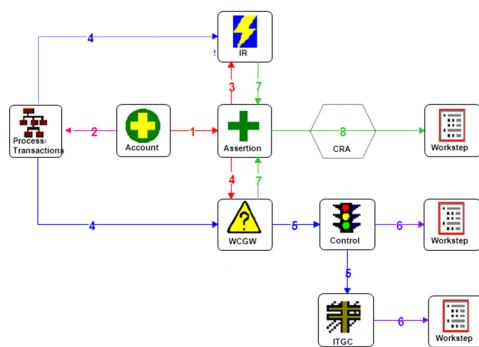 4
IR
3
7
Process/
Transactions
2
Account
1
Assertion
8
CRA
Workstep
4
7
4
WCGW
5
Control
6
Workstep
5
ITGC
6
Workstep